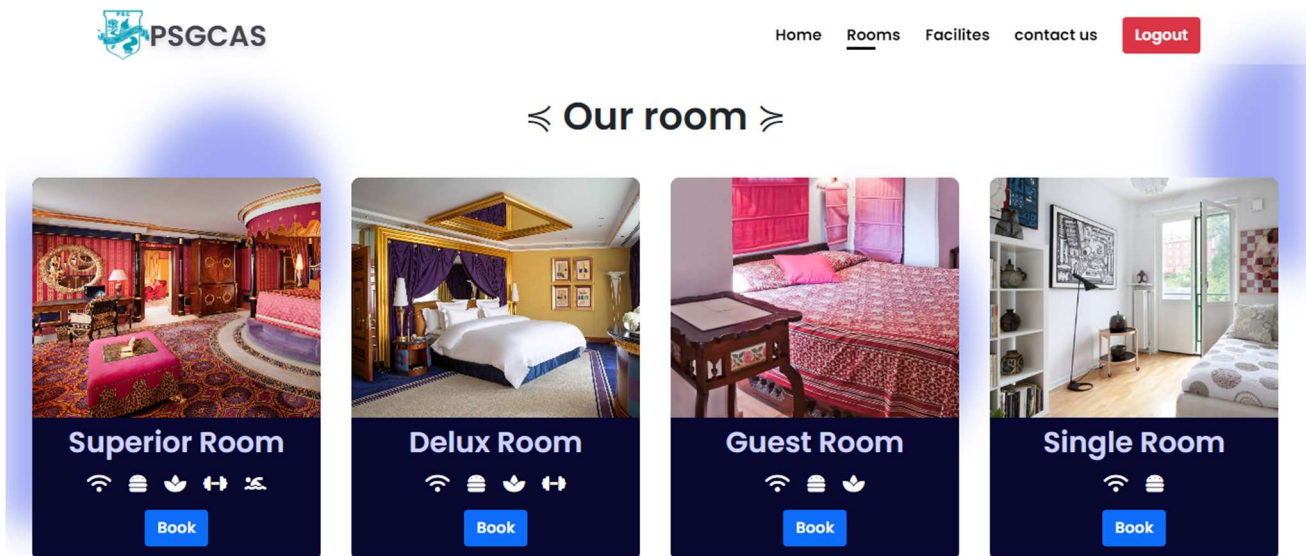 PSG
PSGCAS
Home Rooms Facilites contact us Logout
≼ Our room ≽
Superior Room
Delux Room
Guest Room
Single Room
Book
Book
Book
Book